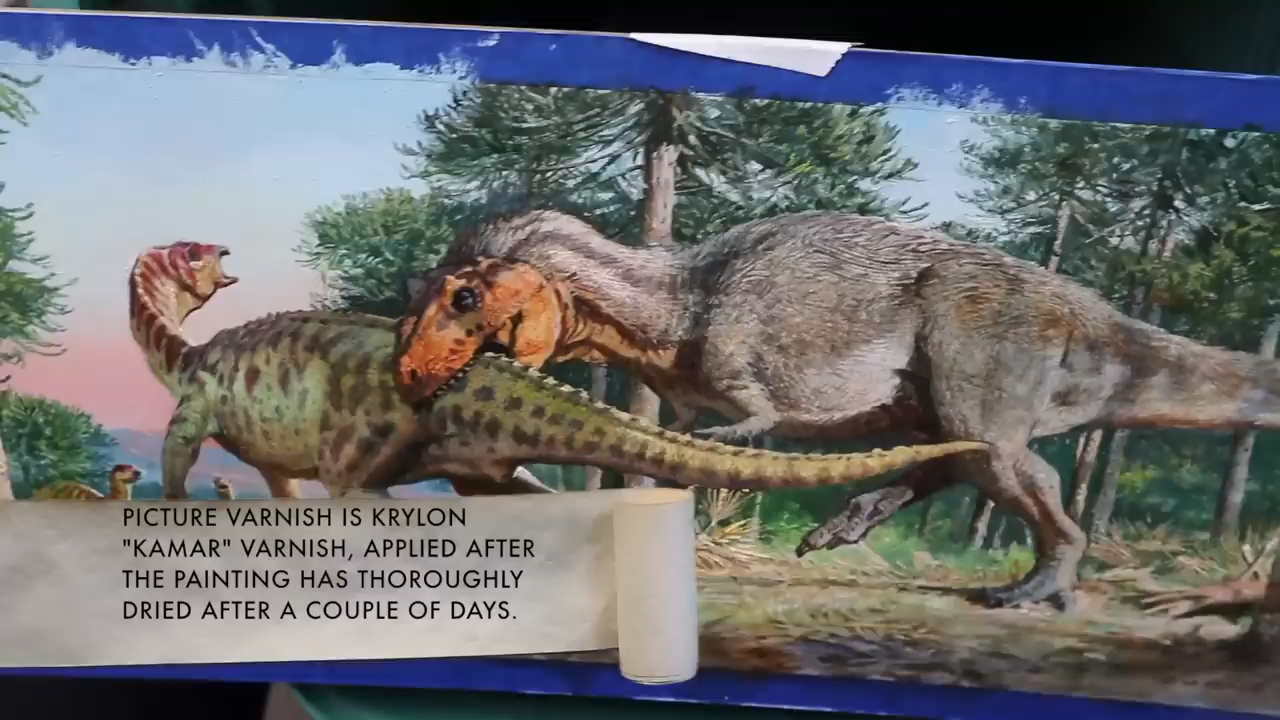 PICTURE VARNISH IS KRYLON
"KAMAR" VARNISH, APPLIED AFTER
THE PAINTING HAS THOROUGHLY
DRIED AFTER A COUPLE OF DAYS.